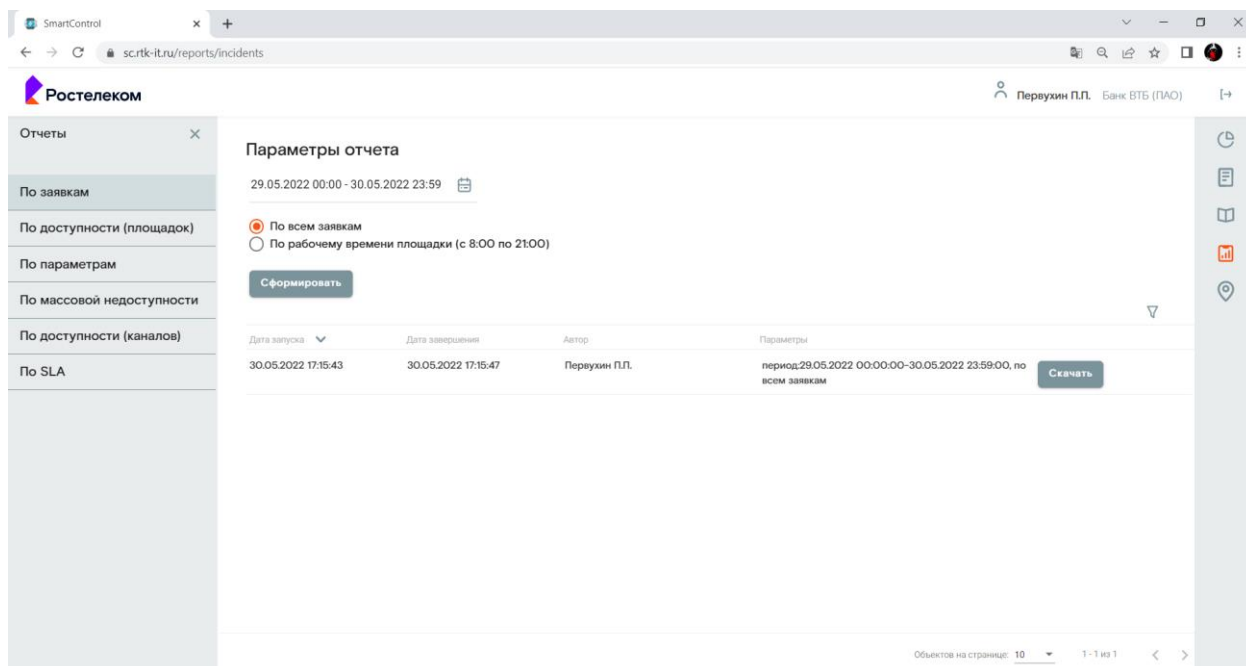 SmartControl
sc.rtk-it.ru/reports/incidents
Ростелеком
Первухин П.П. Банк ВТБ (ПАО)
Отчеты
По заявкам
По доступности (площадок)
По параметрам
По массовой недоступности
По доступности (каналов)
По SLA
Параметры отчета
29.05.2022 00:00 - 30.05.2022 23:59
По всем заявкам
По рабочему времени площадки (с 8:00 по 21:00)
Сформировать
Дата запуска Дата завершения Автор Параметры
30.05.2022 17:15:43 30.05.2022 17:15:47 Первухин П.П. период:29.05.2022 00:00:00-30.05.2022 23:59:00, по
всем заявкам
Скачать
Объектов на странице: 10 1 - 1 из 1